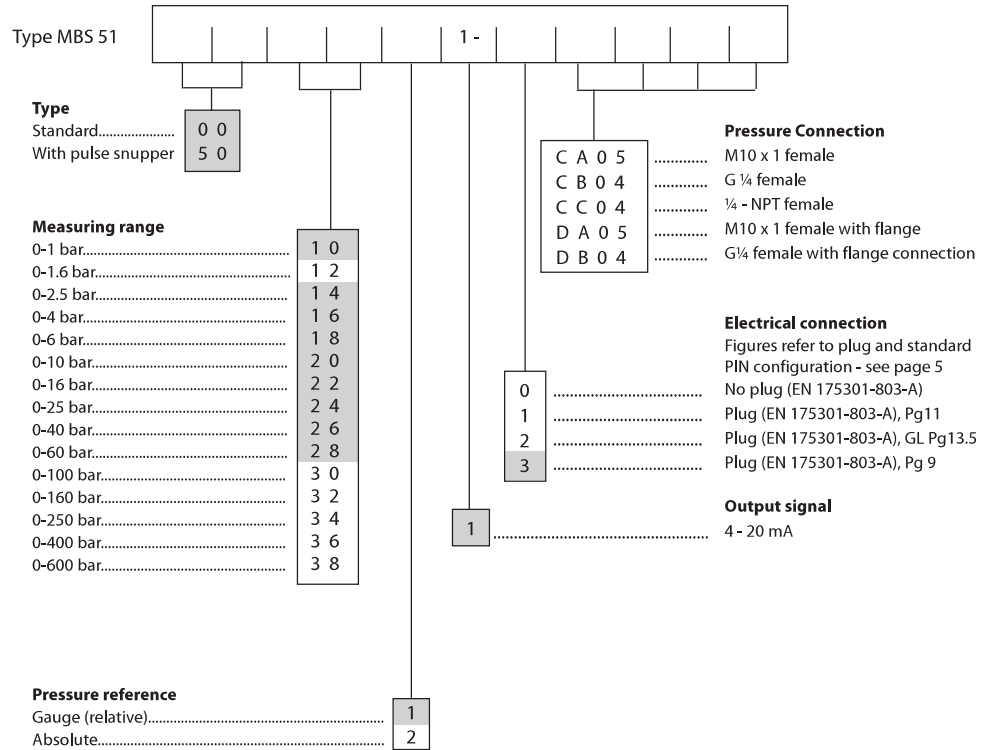 Type MBS 51 1 -
Type
Standard..................... 0 0
With pulse snupper 5 0
Measuring range
0-1 bar..................................................... 1 0
0-1.6 bar.................................................. 1 2
0-2.5 bar.................................................. 1 4
0-4 bar..................................................... 1 6
0-6 bar..................................................... 1 8
0-10 bar................................................... 2 0
0-16 bar................................................... 2 2
0-25 bar................................................... 2 4
0-40 bar................................................... 2 6
0-60 bar................................................... 2 8
0-100 bar................................................. 3 0
0-160 bar................................................. 3 2
0-250 bar................................................. 3 4
0-400 bar................................................. 3 6
0-600 bar................................................. 3 8
Pressure reference
Gauge (relative)........................................................... 1
Absolute....................................................................... 2
Pressure Connection
C A 0 5 ............. M10 x 1 female
C B 0 4 ............. G ¼ female
C C 0 4 ............. ¼ - NPT female
D A 0 5 ............. M10 x 1 female with flange
D B 0 4 ............. G¼ female with flange connection
Electrical connection
Figures refer to plug and standard
PIN configuration - see page 5
0 ..................................... No plug (EN 175301-803-A)
1 ..................................... Plug (EN 175301-803-A), Pg11
2 ..................................... Plug (EN 175301-803-A), GL Pg13.5
3 ..................................... Plug (EN 175301-803-A), Pg 9
Output signal
1 ..................................................... 4 - 20 mA